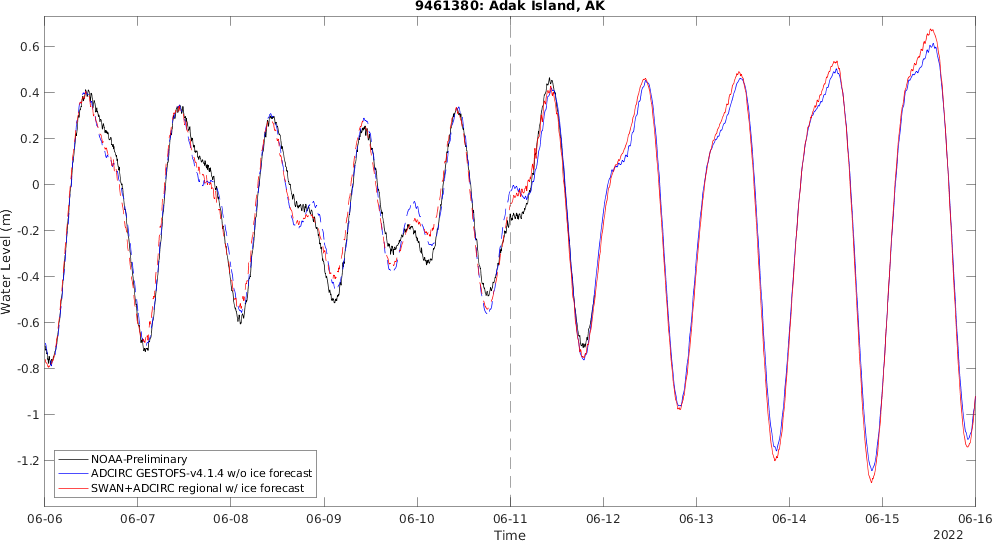 9461380: Adak Island, AK
0.6
0.4
0.2
0
-0.2
-0.4
-0.6
-0.8
-1
-1.2
Water Level (m)
NOAA-Preliminary
ADCIRC GESTOFS-v4.1.4 w/o ice forecast
SWAN+ADCIRC regional w/ ice forecast
06-06 06-07 06-08 06-09 06-10 06-11 06-12 06-13 06-14 06-15 06-16
Time
2022